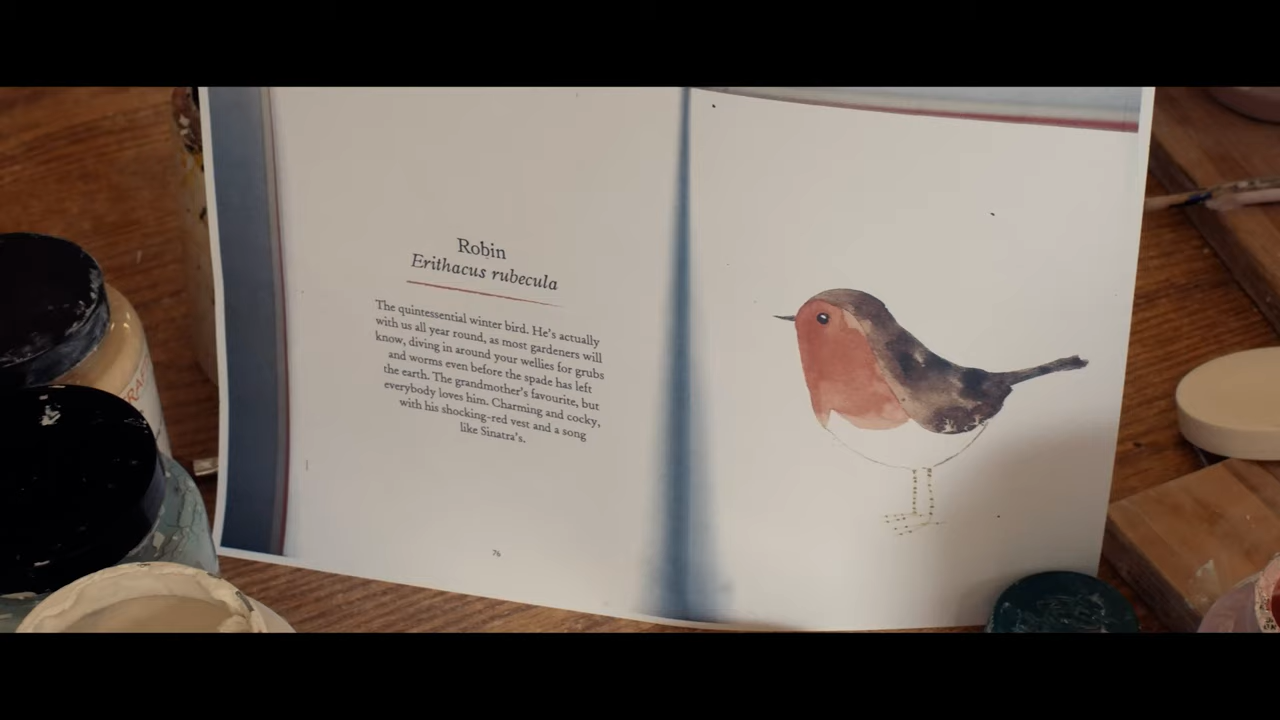 Robin
Erithacus rubecula
The quintessential winter bird. He's actually
with us all year round, as most gardeners will
know, diving in around your wellies for grubs
and worms even before the spade has left
the earth. The grandmother's favourite, but
everybody loves him. Charming and cocky,
with his shocking-red vest and a song
like Sinatra's.
76